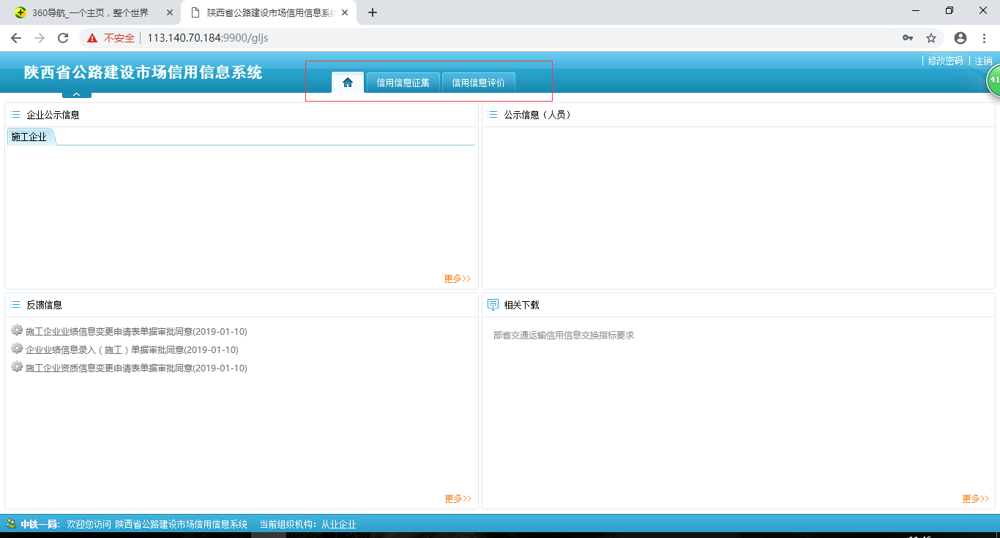 360导航_一个主页，整个世界
陕西省公路建设市场信用信息系统
不安全 113.140.70.184:9900/gljs
修改密码 | 注销
陕西省公路建设市场信用信息系统
信用信息征集
信用信息评价
41
企业公示信息
施工企业
更多>>
公示信息（人员）
反馈信息
施工企业业绩信息变更申请表单据审批同意(2019-01-10)
企业业绩信息录入（施工）单据审批同意(2019-01-10)
施工企业资质信息变更申请表单据审批同意(2019-01-10)
更多>>
相关下载
部省交通运输信用信息交换指标要求
更多>>
中铁一局: 欢迎您访问 陕西省公路建设市场信用信息系统 当前组织机构：从业企业